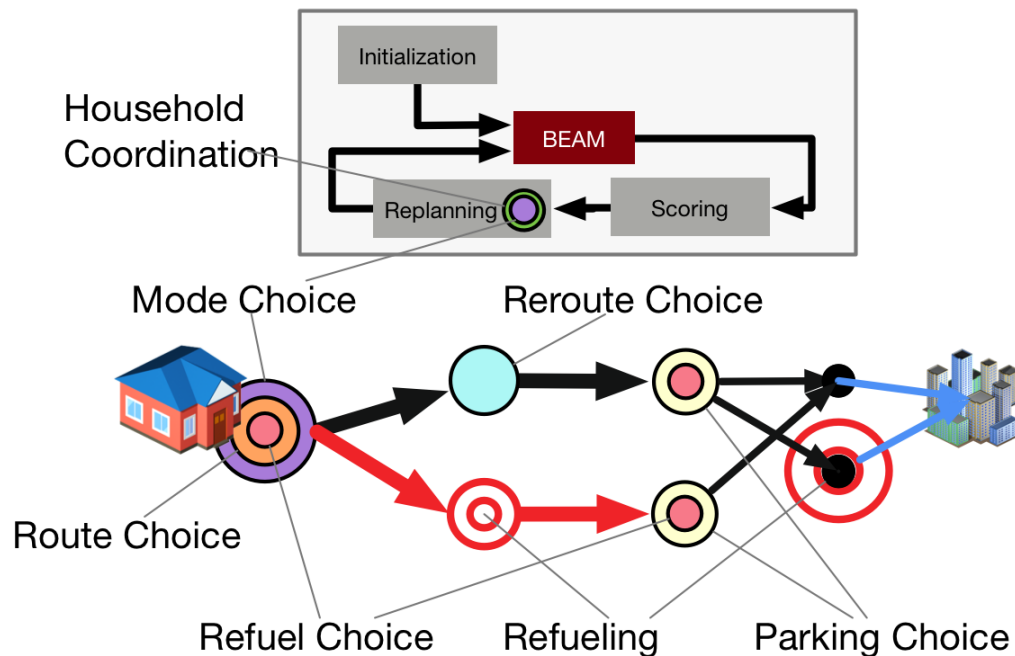 Initialization
Household
Coordination
BEAM
Replanning
Scoring
Mode Choice
Reroute Choice
Route Choice
Refuel Choice
Refueling
Parking Choice